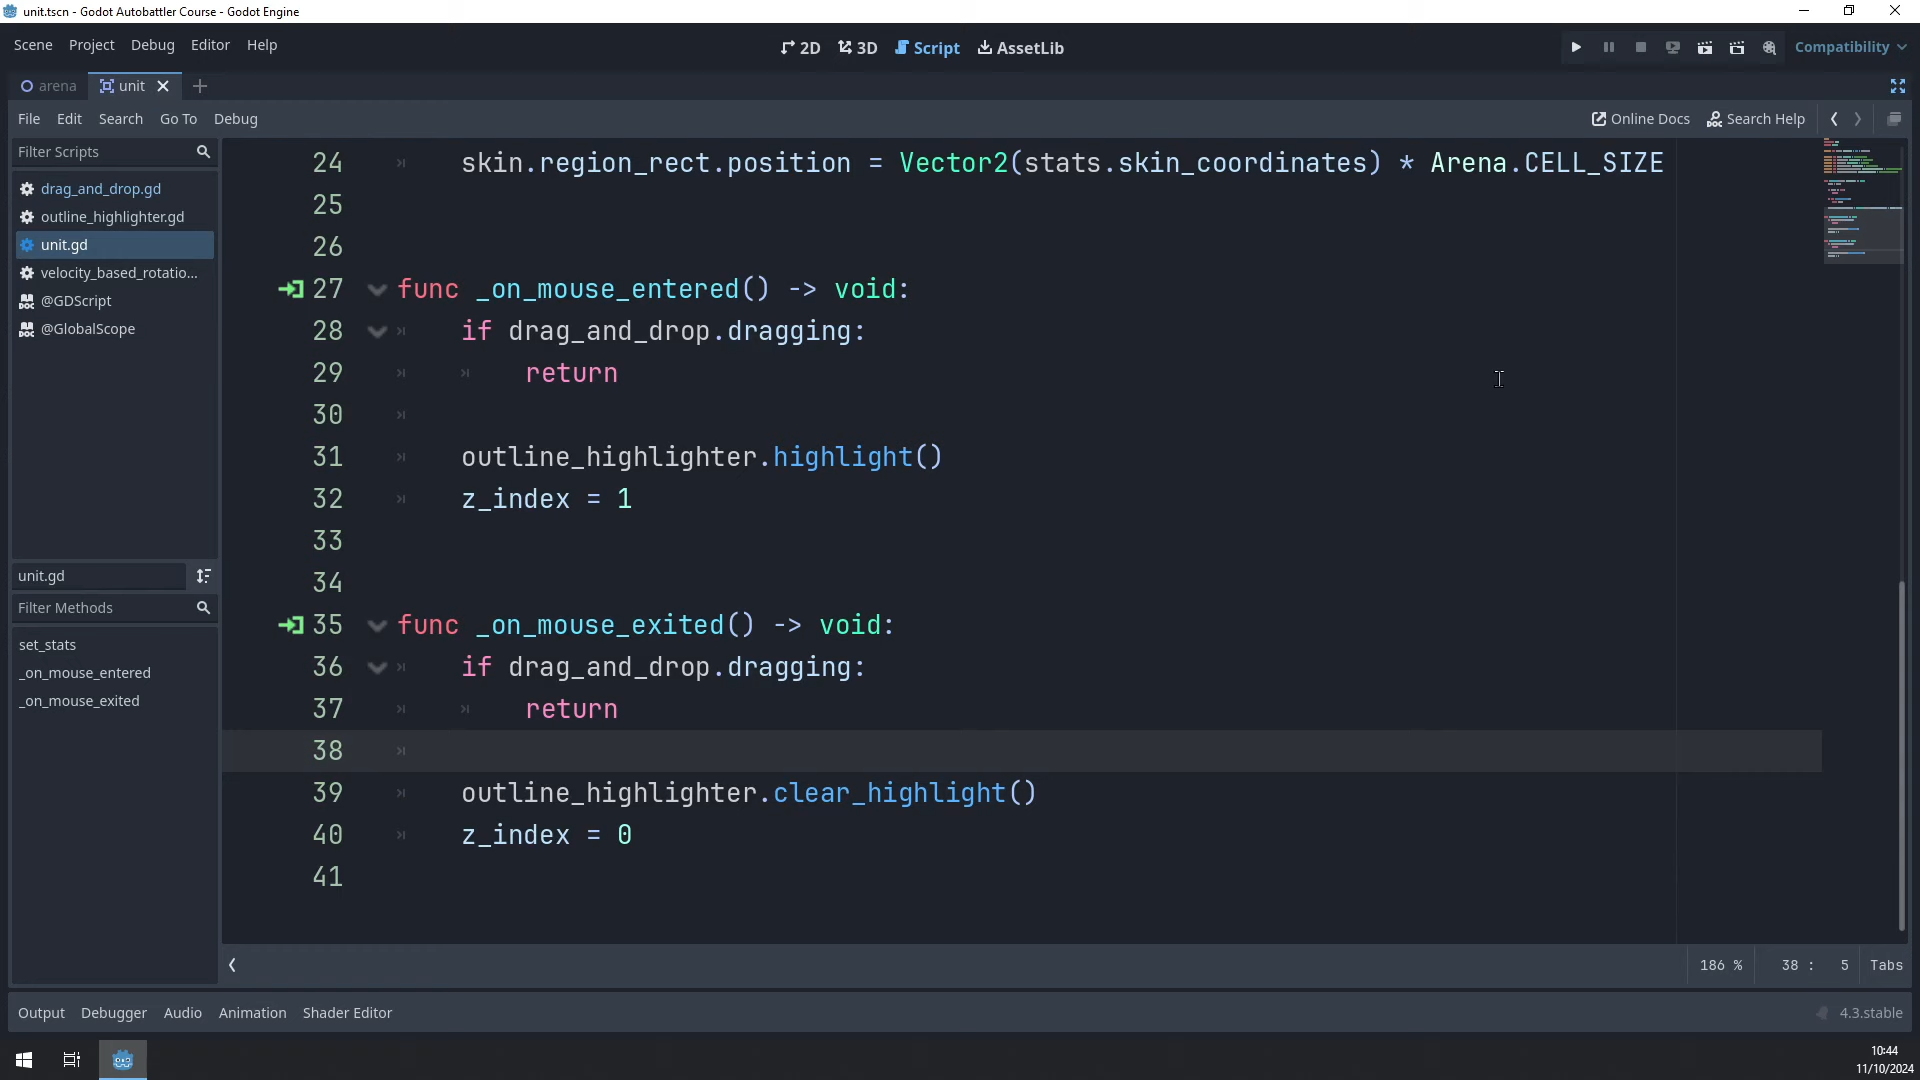 unit.tscn - Godot Autobattler Course - Godot Engine
Scene Project Debug Editor Help
2D 3D Script AssetLib
Compatibility
arena unit
File Edit Search Go To Debug
Online Docs Search Help
Filter Scripts
drag_and_drop.gd
outline_highlighter.gd
unit.gd
velocity_based_rotatio...
@GDScript
@GlobalScope
unit.gd
Filter Methods
set_stats
_on_mouse_entered
_on_mouse_exited
24 skin.region_rect.position = Vector2(stats.skin_coordinates) * Arena.CELL_SIZE
25
26
27 func _on_mouse_entered() -> void:
28 if drag_and_drop.dragging:
29 return
30
31 outline_highlighter.highlight()
32 z_index = 1
33
34
35 func _on_mouse_exited() -> void:
36 if drag_and_drop.dragging:
37 return
38
39 outline_highlighter.clear_highlight()
40 z_index = 0
41
186 % 38 : 5 Tabs
Output Debugger Audio Animation Shader Editor
4.3.stable
10:44
11/10/2024